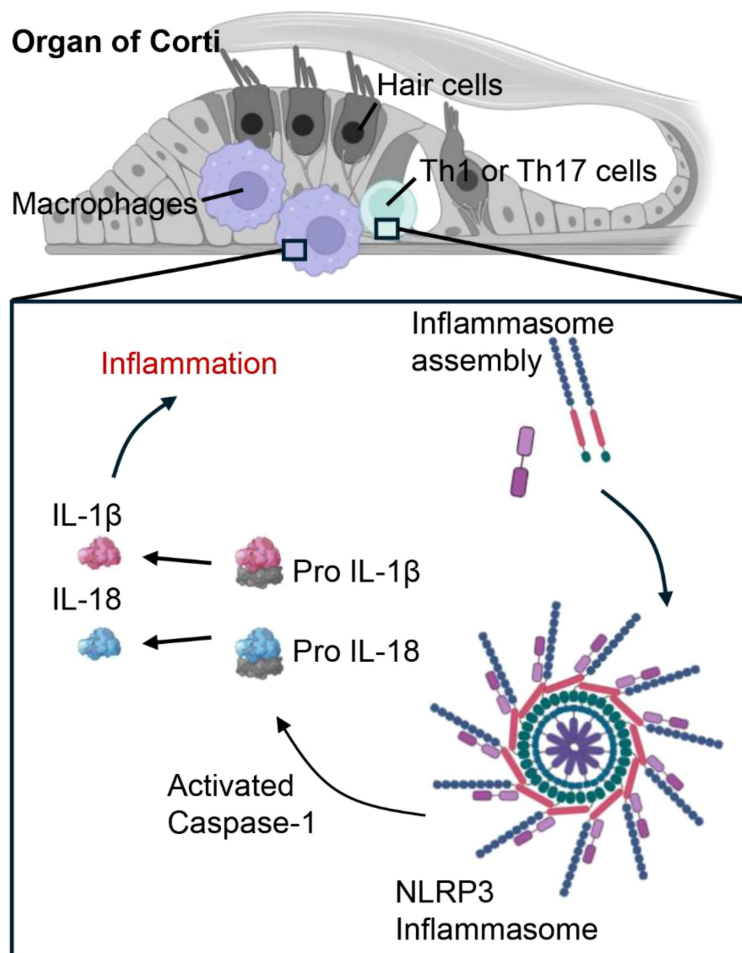 Organ of Corti
Hair cells
Th1 or Th17 cells
Macrophages
Inflammasome
assembly
Inflammation
IL-1β
Pro IL-1β
IL-18
Pro IL-18
Activated
Caspase-1
NLRP3
Inflammasome